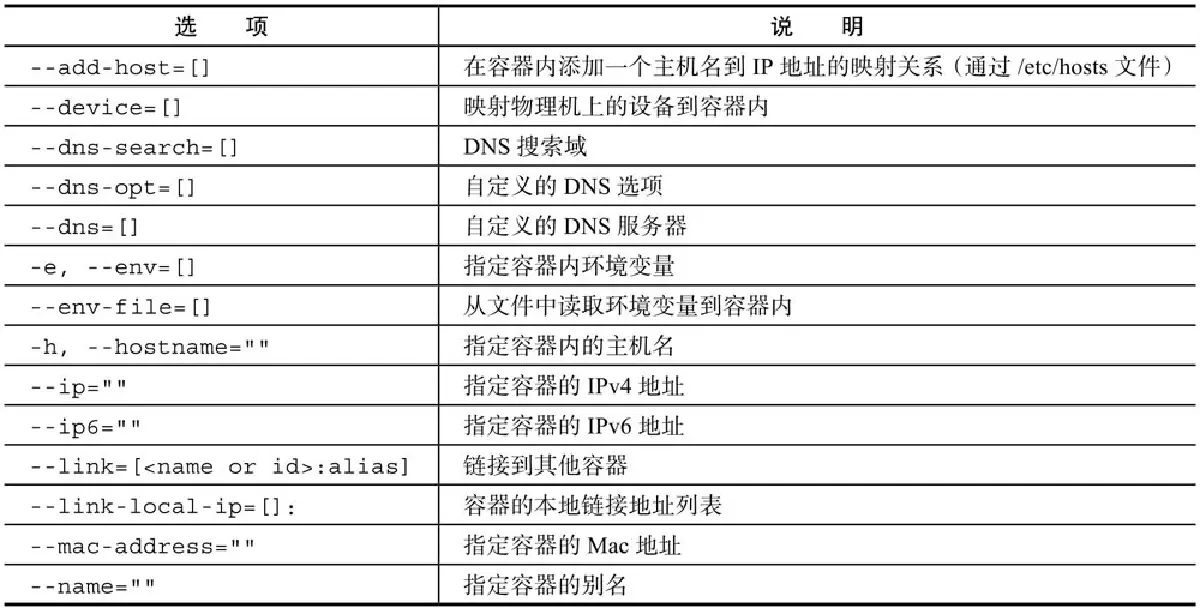 选 项 说 明
--add-host=[] 在容器内添加一个主机名到 IP 地址的映射关系（通过 /etc/hosts 文件）
--device=[] 映射物理机上的设备到容器内
--dns-search=[] DNS 搜索域
--dns-opt=[] 自定义的 DNS 选项
--dns=[] 自定义的 DNS 服务器
-e, --env=[] 指定容器内环境变量
--env-file=[] 从文件中读取环境变量到容器内
-h, --hostname="" 指定容器内的主机名
--ip="" 指定容器的 IPv4 地址
--ip6="" 指定容器的 IPv6 地址
--link=[<name or id>:alias] 链接到其他容器
--link-local-ip=[]: 容器的本地链接地址列表
--mac-address="" 指定容器的 Mac 地址
--name="" 指定容器的别名